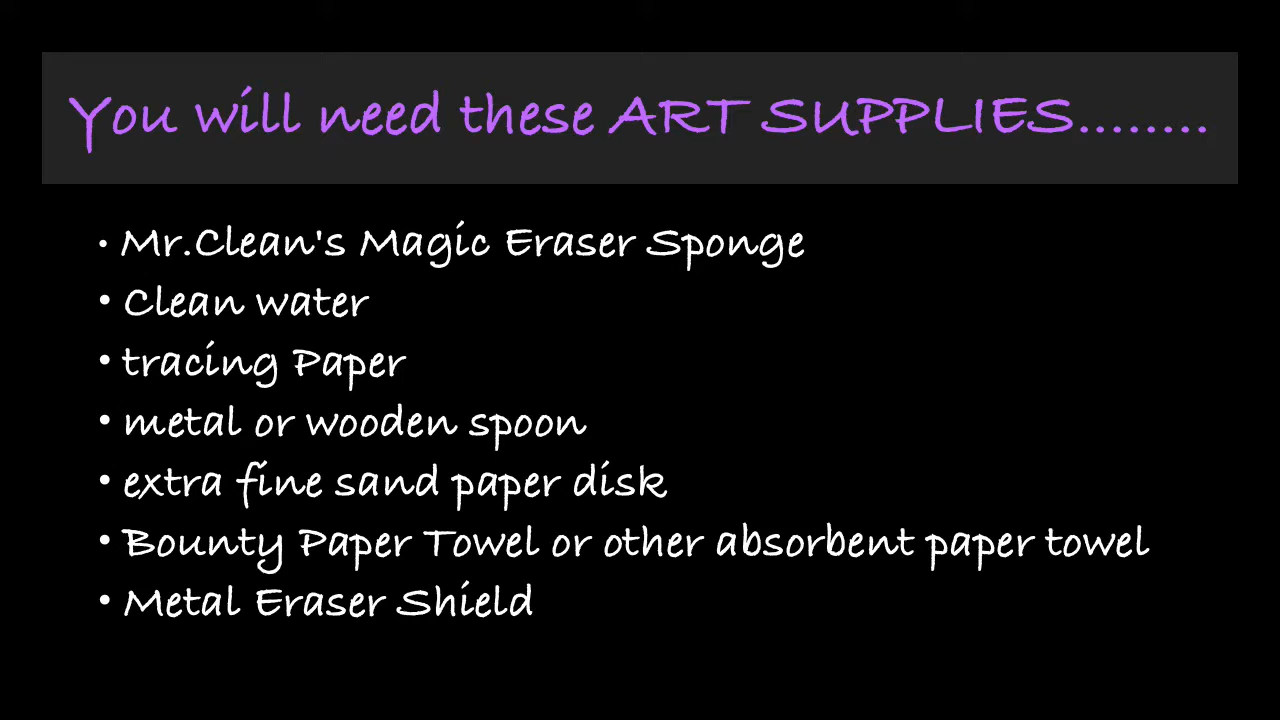 You will need these ART SUPPLIES........
• Mr.Clean's Magic Eraser Sponge
• Clean water
• tracing Paper
• metal or wooden spoon
• extra fine sand paper disk
• Bounty Paper Towel or other absorbent paper towel
• Metal Eraser Shield